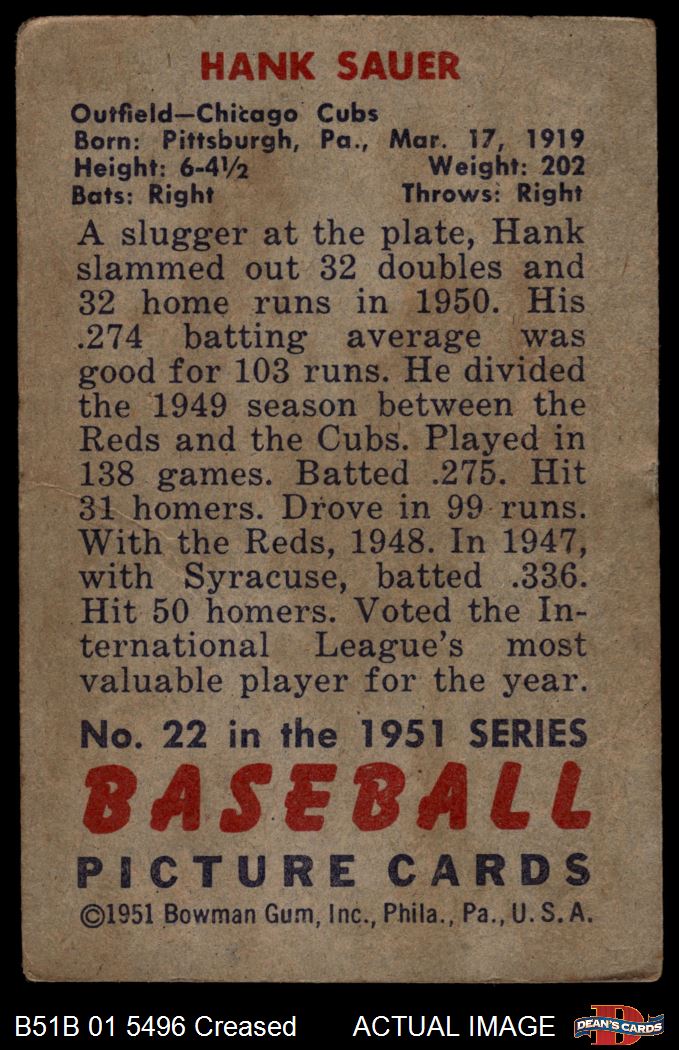 HANK SAUER
Outfield—Chicago Cubs
Born: Pittsburgh, Pa., Mar. 17, 1919
Height: 6-4½ Weight: 202
Bats: Right Throws: Right
A slugger at the plate, Hank
slammed out 32 doubles and
32 home runs in 1950. His
.274 batting average was
good for 103 runs. He divided
the 1949 season between the
Reds and the Cubs. Played in
138 games. Batted .275. Hit
31 homers. Drove in 99 runs.
With the Reds, 1948. In 1947,
with Syracuse, batted .336.
Hit 50 homers. Voted the In-
ternational League's most
valuable player for the year.
No. 22 in the 1951 SERIES
BASEBALL
PICTURE CARDS
©1951 Bowman Gum, Inc., Phila., Pa., U. S. A.
B51B 01 5496 Creased ACTUAL IMAGE DEAN'S CARDS